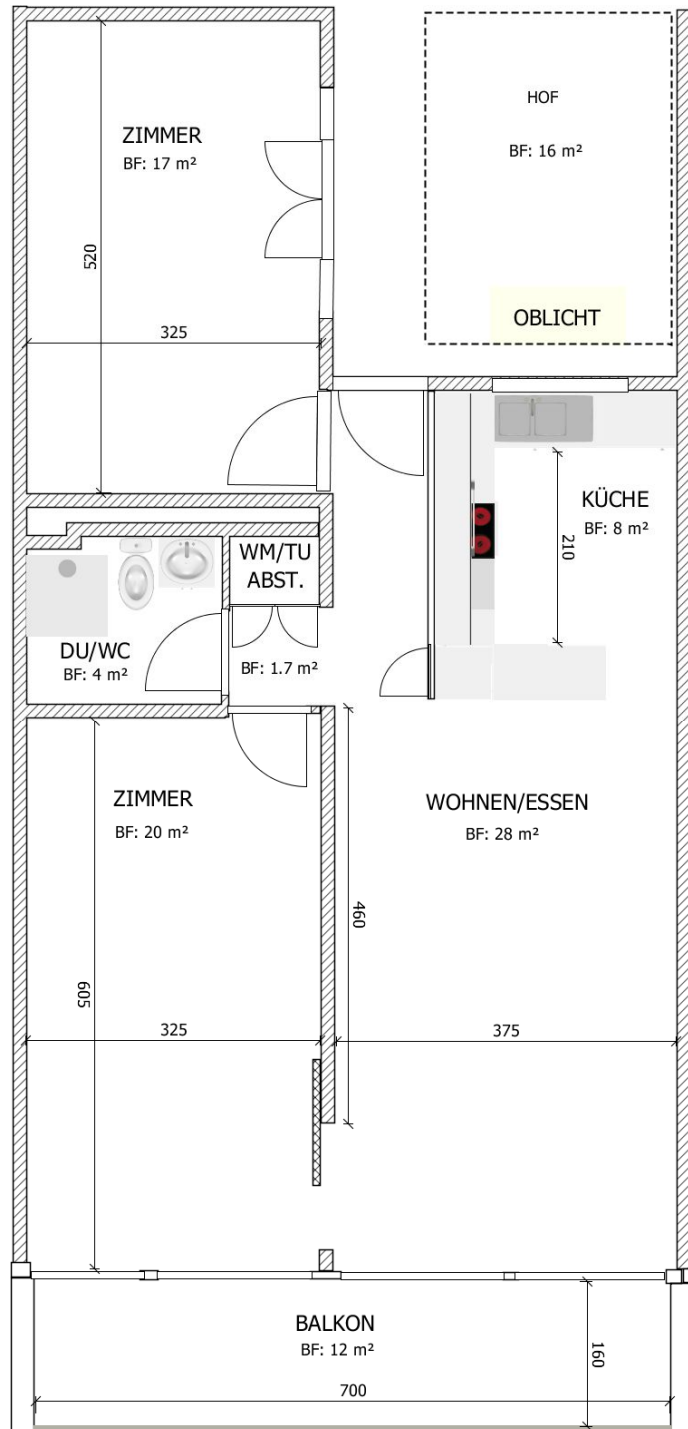 HOF
BF: 16 m²
OBLICHT
ZIMMER
BF: 17 m²
520
325
KÜCHE
BF: 8 m²
210
WM/TU
ABST.
BF: 1.7 m²
DU/WC
BF: 4 m²
ZIMMER
BF: 20 m²
605
325
WOHNEN/ESSEN
BF: 28 m²
460
375
BALKON
BF: 12 m²
160
700